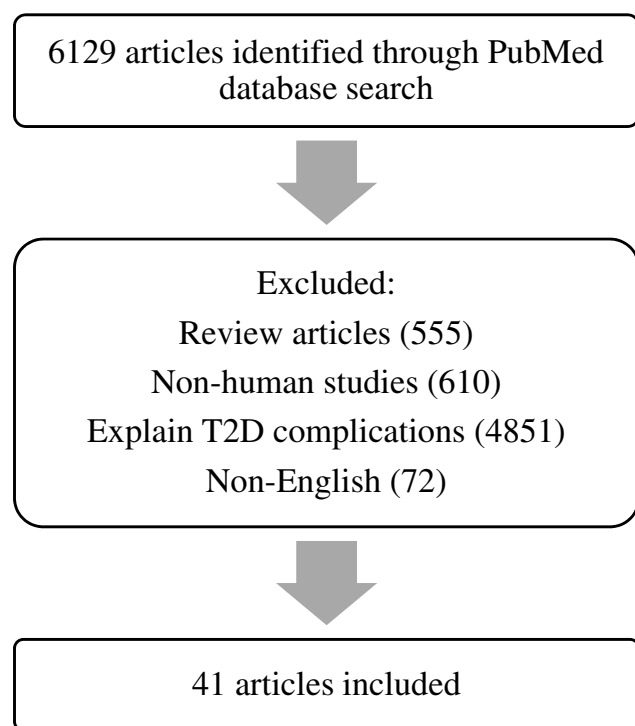 6129 articles identified through PubMed
database search
Excluded:
Review articles (555)
Non-human studies (610)
Explain T2D complications (4851)
Non-English (72)
41 articles included